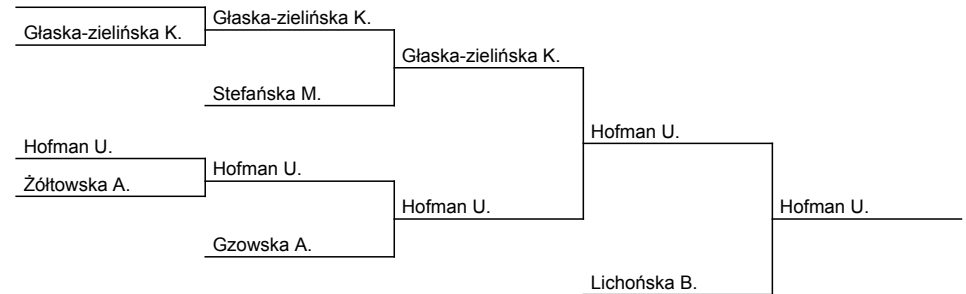 Głaska-zielińska K.
Głaska-zielińska K.
Głaska-zielińska K.
Stefańska M.
Hofman U.
Hofman U.
Hofman U.
Żółtowska A.
Hofman U.
Hofman U.
Gzowska A.
Lichońska B.